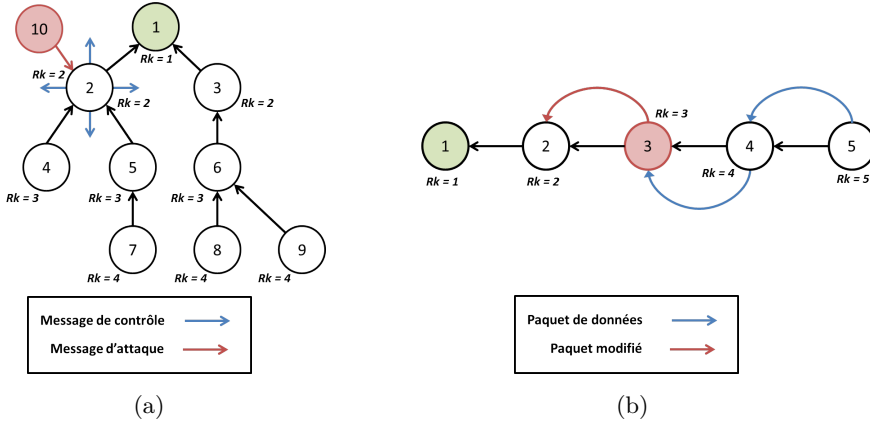 10
1
Rk = 1
Rk = 2
2
Rk = 2
3
Rk = 2
4
Rk = 3
5
Rk = 3
6
Rk = 3
7
Rk = 4
8
Rk = 4
9
Rk = 4
Message de contrôle
Message d'attaque
(a)
1
Rk = 1
2
Rk = 2
3
Rk = 3
4
Rk = 4
5
Rk = 5
Paquet de données
Paquet modifié
(b)